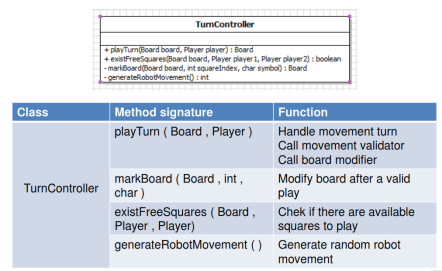 TurnController
+ playTurn(Board board, Player player) : Board
+ existFreeSquares(Board board, Player player1, Player player2) : boolean
- markBoard(Board board, int squareIndex, char symbol) : Board
- generateRobotMovement() : int
Class Method signature Function
TurnController
playTurn ( Board , Player )
Handle movement turn
Call movement validator
Call board modifier
markBoard ( Board , int ,
char )
Modify board after a valid
play
existFreeSquares ( Board ,
Player , Player)
Chek if there are available
squares to play
generateRobotMovement ( )
Generate random robot
movement